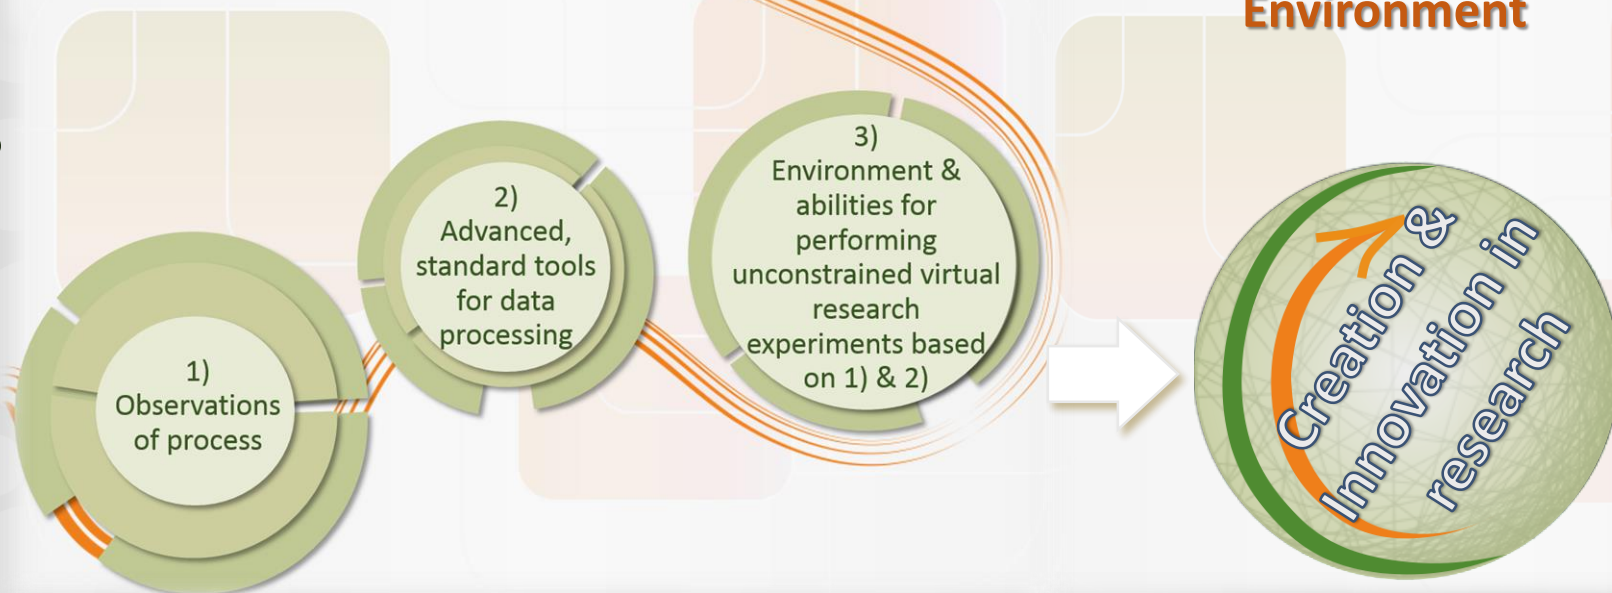 Environment
1)
Observations
of process
2)
Advanced,
standard tools
for data
processing
3)
Environment &
abilities for
performing
unconstrained virtual
research
experiments based
on 1) & 2)
Creation &
Innovation in
research